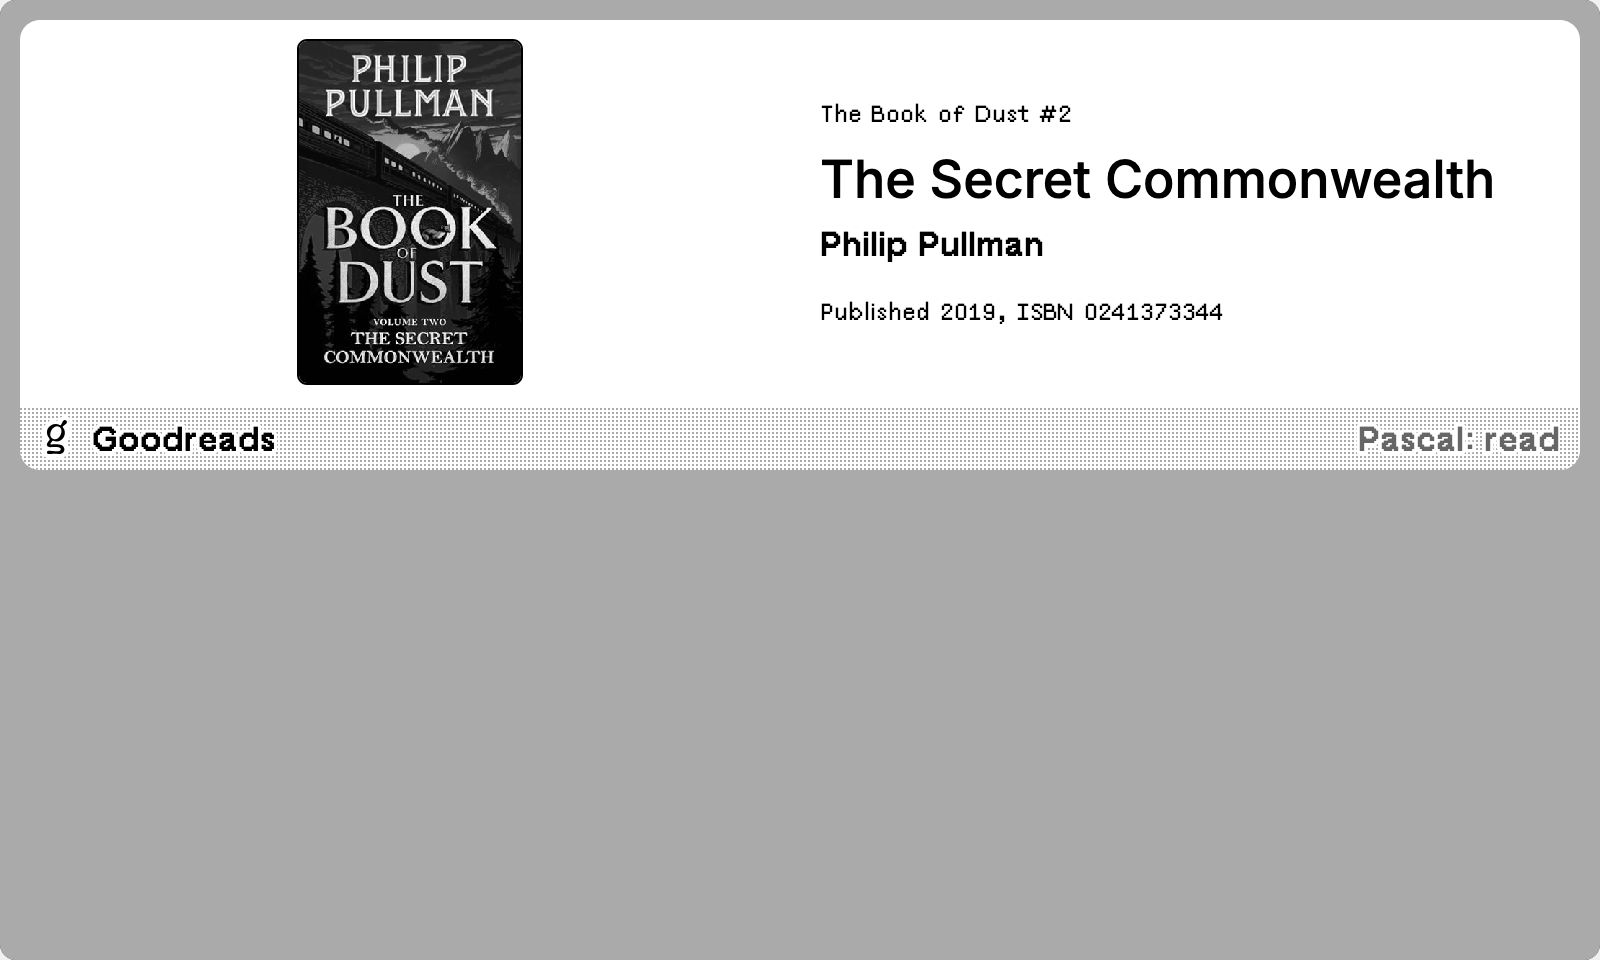 PHILIP
PULLMAN
THE
BOOK
OF
DUST
VOLUME TWO
THE SECRET
COMMONWEALTH
The Book of Dust #2
The Secret Commonwealth
Philip Pullman
Published 2019, ISBN 0241373344
g Goodreads
Pascal: read